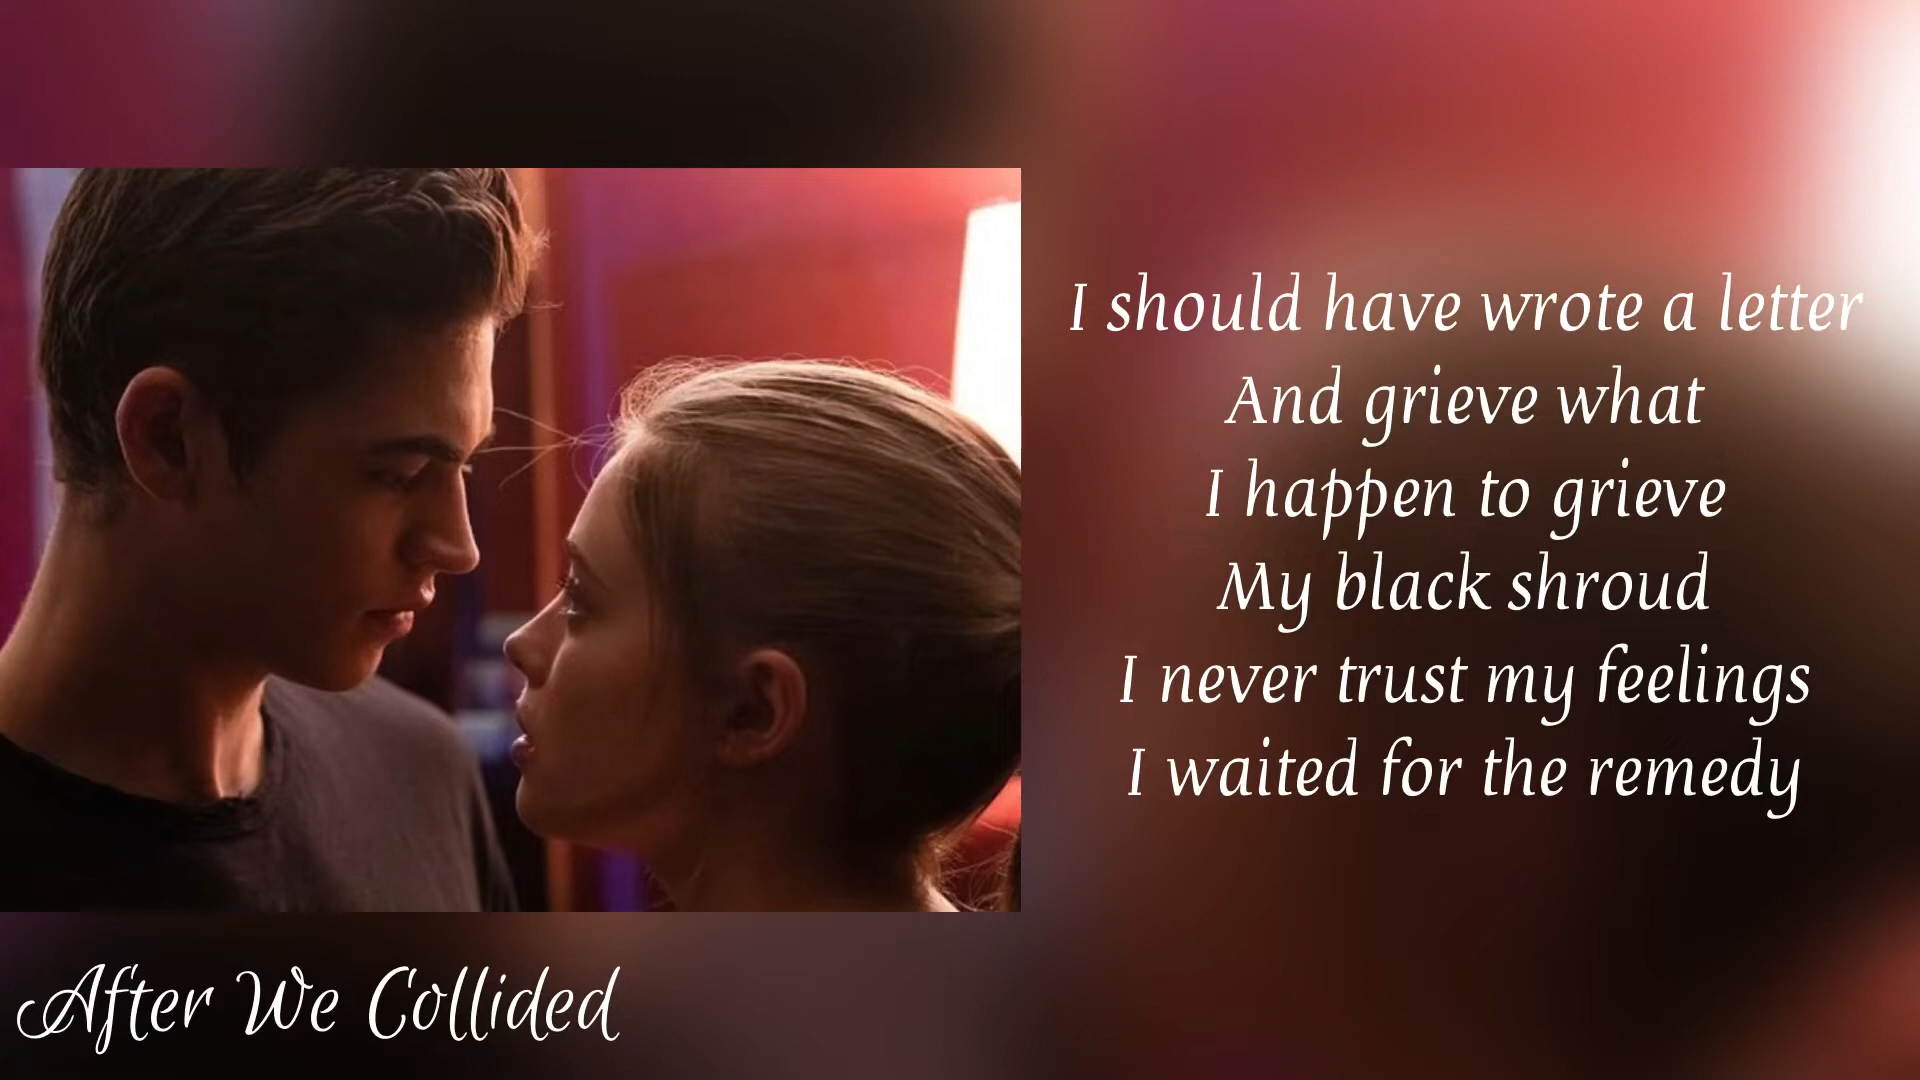 I should have wrote a letter
And grieve what
I happen to grieve
My black shroud
I never trust my feelings
I waited for the remedy
After We Collided